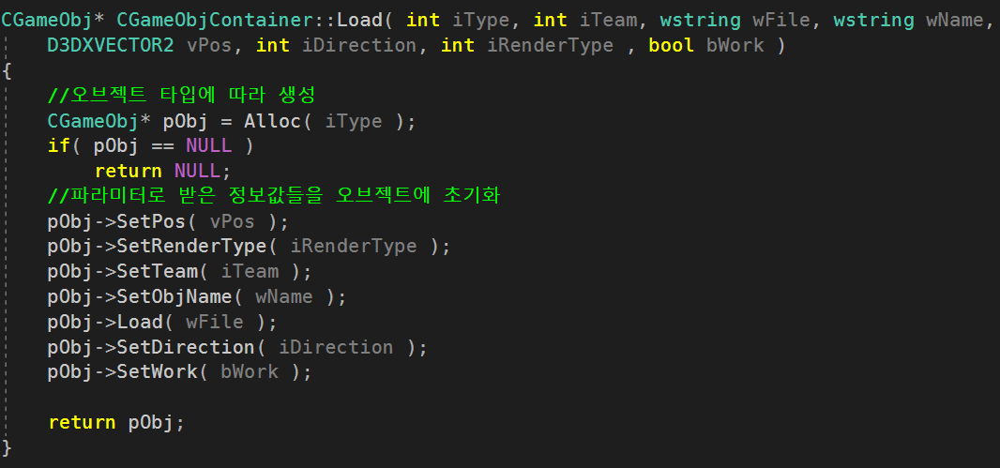 CGameObj* CGameObjContainer::Load( int iType, int iTeam, wstring wFile, wstring wName,
    D3DXVECTOR2 vPos, int iDirection, int iRenderType , bool bWork )
{
    //오브젝트 타입에 따라 생성
    CGameObj* pObj = Alloc( iType );
    if( pObj == NULL )
        return NULL;
    //파라미터로 받은 정보값들을 오브젝트에 초기화
    pObj->SetPos( vPos );
    pObj->SetRenderType( iRenderType );
    pObj->SetTeam( iTeam );
    pObj->SetObjName( wName );
    pObj->Load( wFile );
    pObj->SetDirection( iDirection );
    pObj->SetWork( bWork );

    return pObj;
}